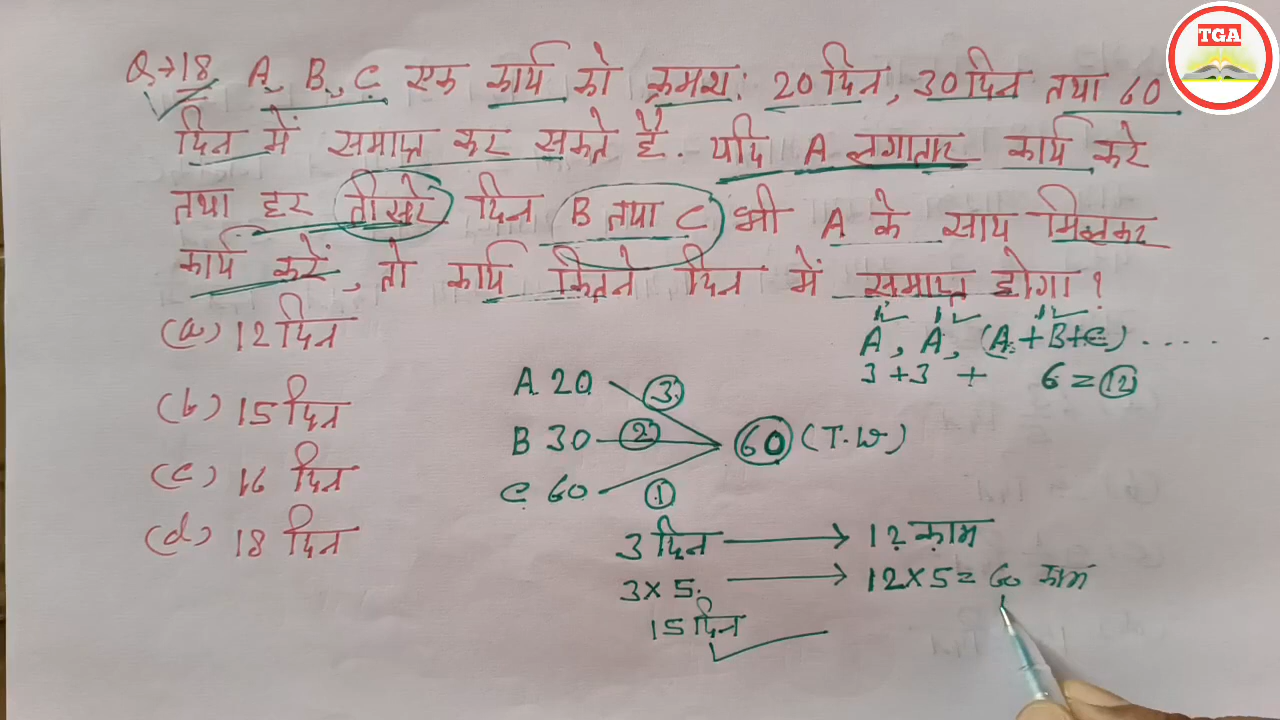 TGA
Q→18 A, B, C एक कार्य को क्रमश: 20 दिन, 30 दिन तथा 60
दिन में समाप्त कर सकते है. यदि A लगातार कार्य करे
तथा हर तीसरे दिन B तथा C भी A के साथ मिलकर
कार्य करें, तो कार्य कितने दिन में समाप्त होगा?
(a) 12 दिन
(b) 15 दिन
(c) 16 दिन
(d) 18 दिन
A, A, (A+B+C) ......
3+3 + 6 = 12
A 20 3
B 30 2 60 (T.W)
C 60 1
3 दिन → 12 काम
3×5 → 12×5 = 60 काम
15 दिन